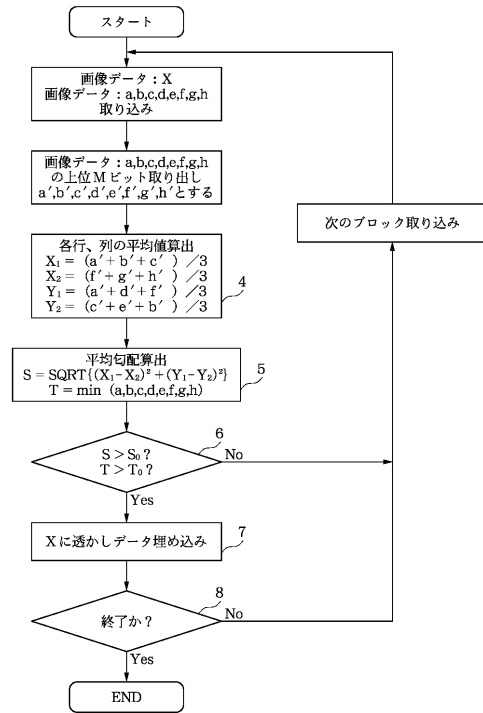 スタート
画像データ：X
画像データ：a,b,c,d,e,f,g,h
取り込み
画像データ：a,b,c,d,e,f,g,h
の上位Mビット取り出し
a′,b′,c′,d′,e′,f′,g′,h′とする
次のブロック取り込み
各行、列の平均値算出
X₁＝（a′＋b′＋c′）／3
X₂＝（f′＋g′＋h′）／3
Y₁＝（a′＋d′＋f′）／3
Y₂＝（c′＋e′＋b′）／3
4
平均匂配算出
S＝SQRT{(X₁-X₂)²＋(Y₁-Y₂)²}
T＝min（a,b,c,d,e,f,g,h）
5
S＞S₀？
T＞T₀？
6
No
Yes
Xに透かしデータ埋め込み
7
終了か？
8
No
Yes
END